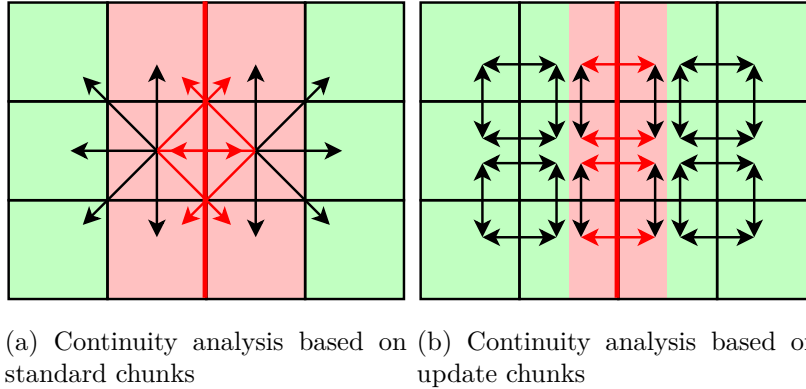 (a) Continuity analysis based on
standard chunks
(b) Continuity analysis based
update chunks